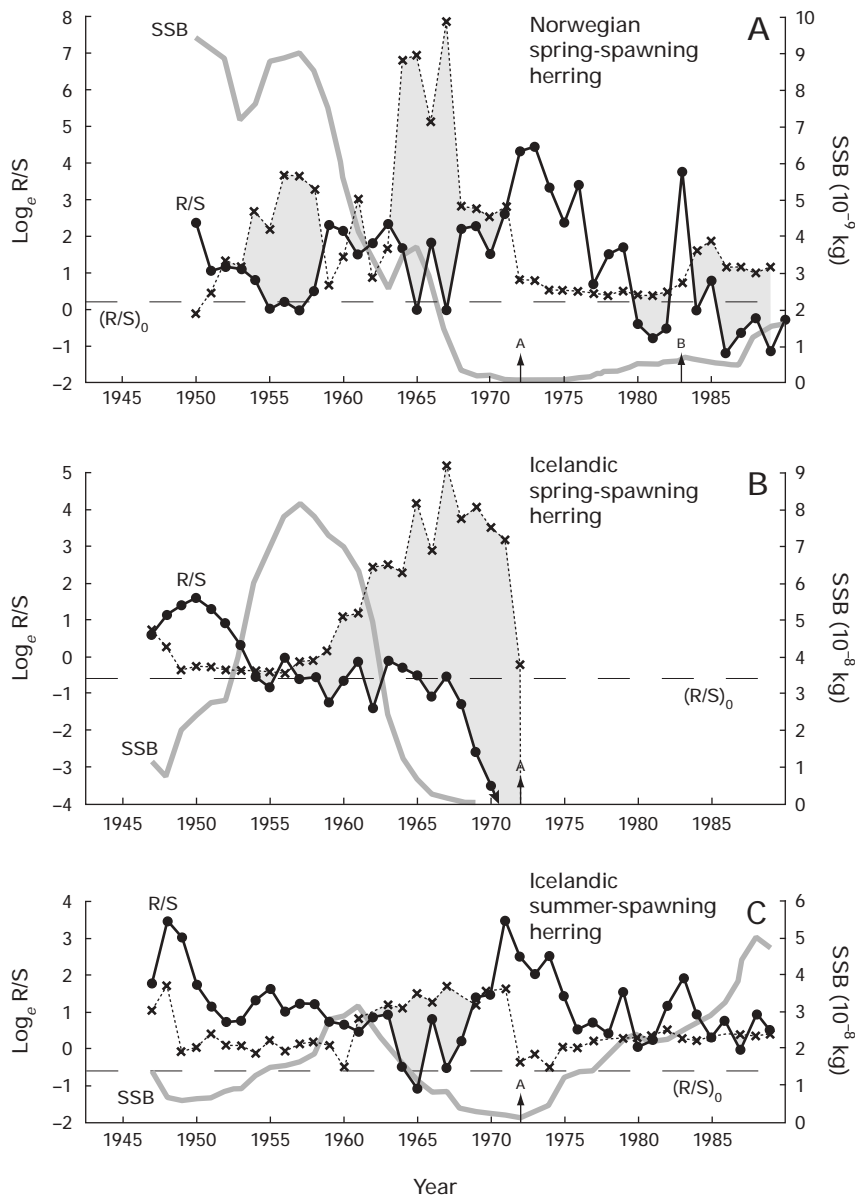 Norwegian
spring-spawning
herring
A
SSB
R/S
(R/S)0
A
B
Loge R/S
SSB (10–9 kg)
8
7
6
5
4
3
2
1
0
–1
–2
10
9
8
7
6
5
4
3
2
1
0
1945 1950 1955 1960 1965 1970 1975 1980 1985
Icelandic
spring-spawning
herring
B
R/S
SSB
(R/S)0
A
Loge R/S
SSB (10–8 kg)
5
4
3
2
1
0
–1
–2
–3
–4
9
8
7
6
5
4
3
2
1
0
1945 1950 1955 1960 1965 1970 1975 1980 1985
Icelandic
summer-spawning
herring
C
R/S
SSB
(R/S)0
A
Loge R/S
SSB (10–8 kg)
4
3
2
1
0
–1
–2
6
5
4
3
2
1
0
1945 1950 1955 1960 1965 1970 1975 1980 1985
Year